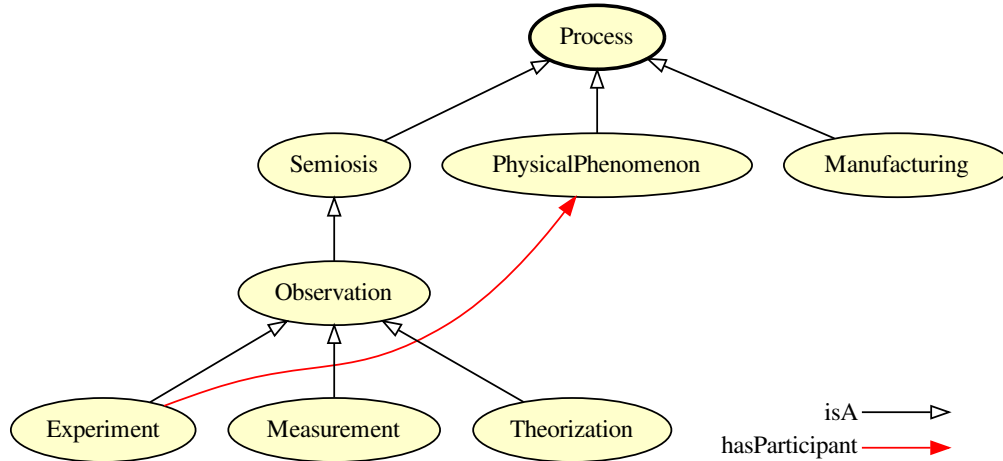 Process
Semiosis
PhysicalPhenomenon
Manufacturing
Observation
Experiment
Measurement
Theorization
isA
hasParticipant